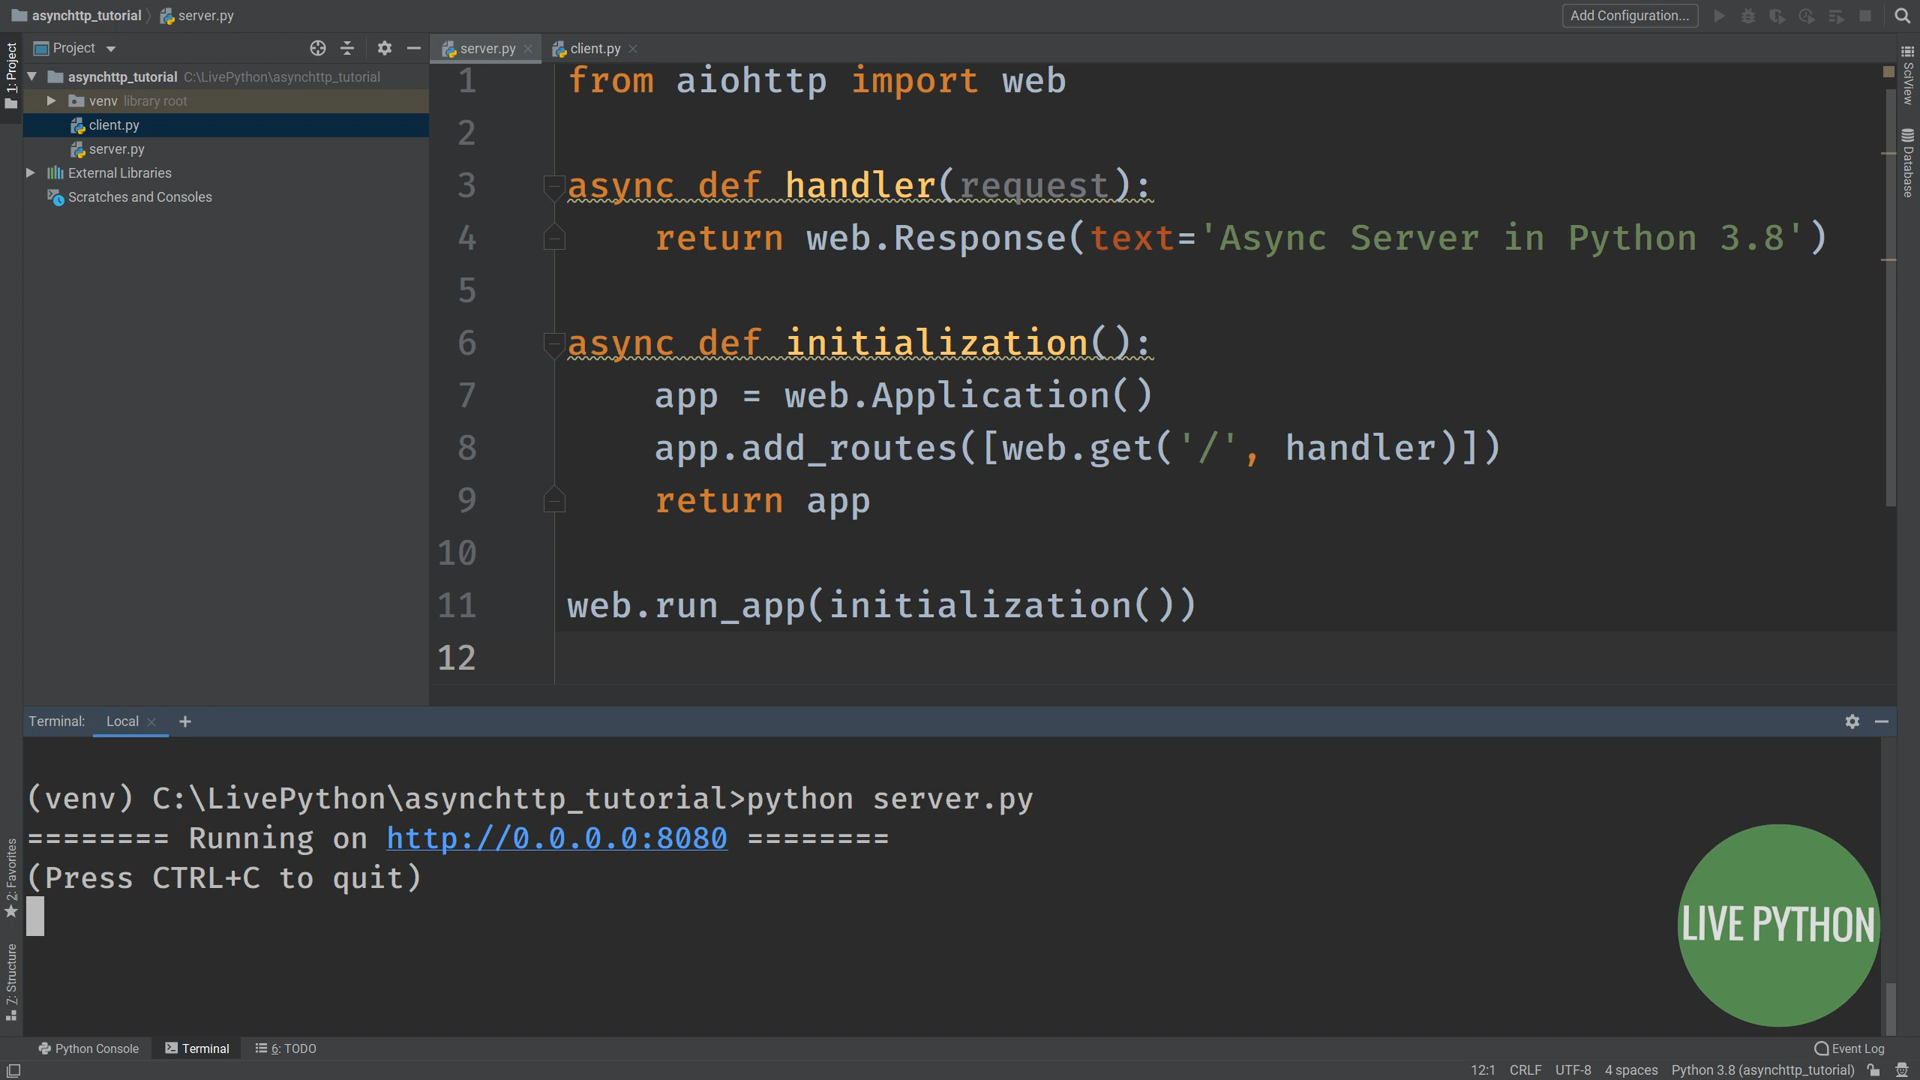 asynchttp_tutorial
server.py
Add Configuration...
1: Project
Project
server.py
client.py
asynchttp_tutorial C:\LivePython\asynchttp_tutorial
venv library root
client.py
server.py
External Libraries
Scratches and Consoles
1 from aiohttp import web
2
3 async def handler(request):
4 return web.Response(text='Async Server in Python 3.8')
5
6 async def initialization():
7 app = web.Application()
8 app.add_routes([web.get('/', handler)])
9 return app
10
11 web.run_app(initialization())
12
SciView
Database
Terminal: Local +
(venv) C:\LivePython\asynchttp_tutorial>python server.py
======== Running on http://0.0.0.0:8080 ========
(Press CTRL+C to quit)
LIVE PYTHON
2: Favorites
7: Structure
Python Console
Terminal
6: TODO
Event Log
12:1 CRLF UTF-8 4 spaces Python 3.8 (asynchttp_tutorial)